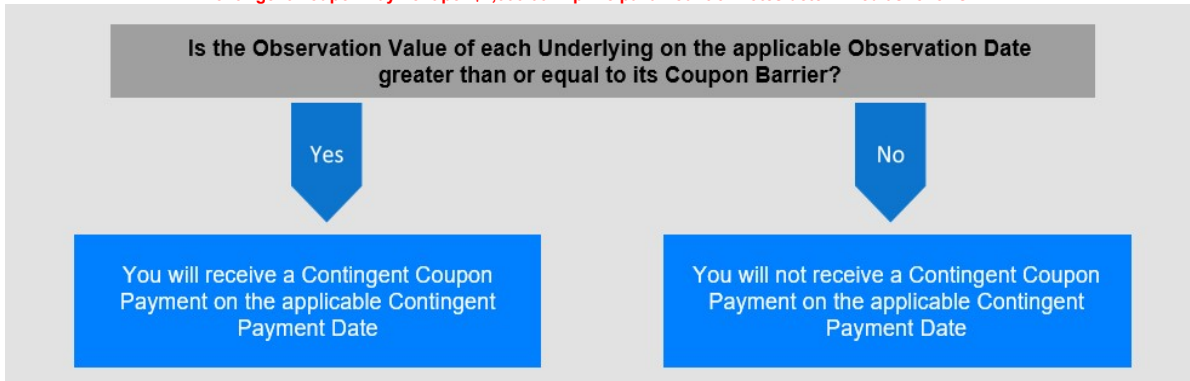 Is the Observation Value of each Underlying on the applicable Observation Date
greater than or equal to its Coupon Barrier?
Yes
No
You will receive a Contingent Coupon
Payment on the applicable Contingent
Payment Date
You will not receive a Contingent Coupon
Payment on the applicable Contingent
Payment Date